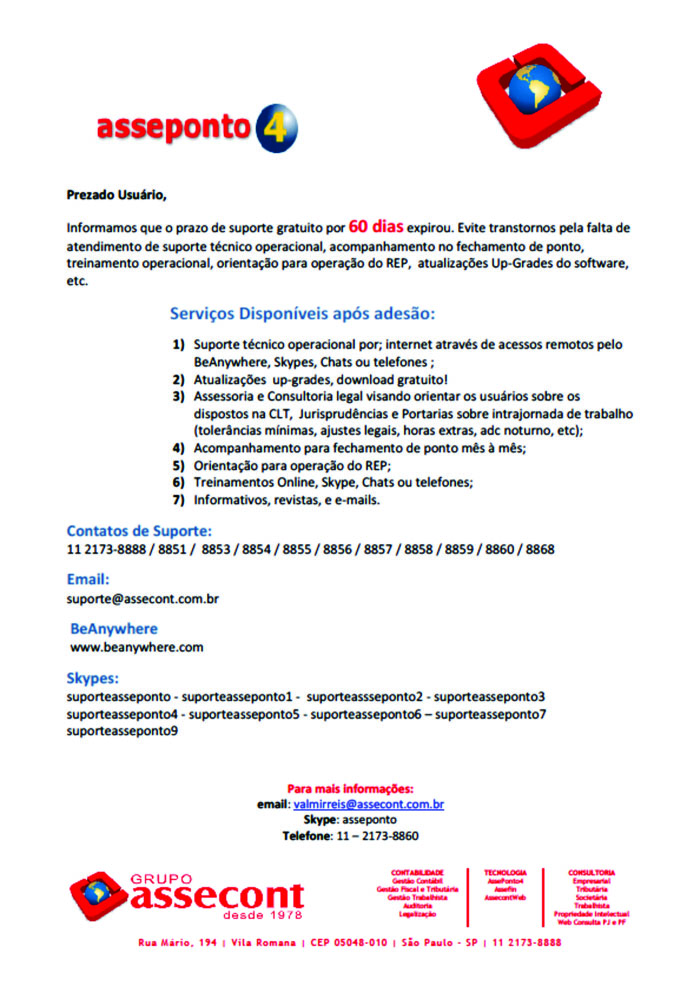 asseponto 4
Prezado Usuário,
Informamos que o prazo de suporte gratuito por 60 dias expirou. Evite transtornos pela falta de
atendimento de suporte técnico operacional, acompanhamento no fechamento de ponto,
treinamento operacional, orientação para operação do REP,  atualizações Up-Grades do software,
etc.
Serviços Disponíveis após adesão:
1) Suporte técnico operacional por; internet através de acessos remotos pelo
BeAnywhere, Skypes, Chats ou telefones ;
2) Atualizações  up-grades, download gratuito!
3) Assessoria e Consultoria legal visando orientar os usuários sobre os
dispostos na CLT,  Jurisprudências e Portarias sobre intrajornada de trabalho
(tolerâncias mínimas, ajustes legais, horas extras, adc noturno, etc);
4) Acompanhamento para fechamento de ponto mês à mês;
5) Orientação para operação do REP;
6) Treinamentos Online, Skype, Chats ou telefones;
7) Informativos, revistas, e e-mails.
Contatos de Suporte:
11 2173-8888 / 8851 /  8853 / 8854 / 8855 / 8856 / 8857 / 8858 / 8859 / 8860 / 8868
Email:
suporte@assecont.com.br
BeAnywhere
www.beanywhere.com
Skypes:
suporteasseponto - suporteasseponto1 -  suporteassseponto2 - suporteasseponto3
suporteasseponto4 - suporteasseponto5 - suporteasseponto6 – suporteasseponto7
suporteasseponto9
Para mais informações:
email: valmirreis@assecont.com.br
Skype: asseponto
Telefone: 11 – 2173-8860
GRUPO
assecont
desde 1978
CONTABILIDADE
Gestão Contábil
Gestão Fiscal e Tributária
Gestão Trabalhista
Auditoria
Legalização
TECNOLOGIA
AssePonto4
Assefin
AssecontWeb
CONSULTORIA
Empresarial
Tributária
Societária
Trabalhista
Propriedade Intelectual
Web Consulta PJ e PF
Rua Mário, 194 | Vila Romana | CEP 05048-010 | São Paulo - SP | 11 2173-8888